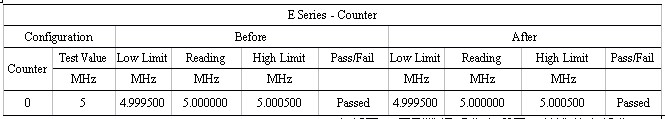 E Series - Counter
Configuration Before After
Counter Test Value Low Limit Reading High Limit Pass/Fail Low Limit Reading High Limit Pass/Fail
MHz MHz MHz MHz MHz MHz MHz
0 5 4.999500 5.000000 5.000500 Passed 4.999500 5.000000 5.000500 Passed